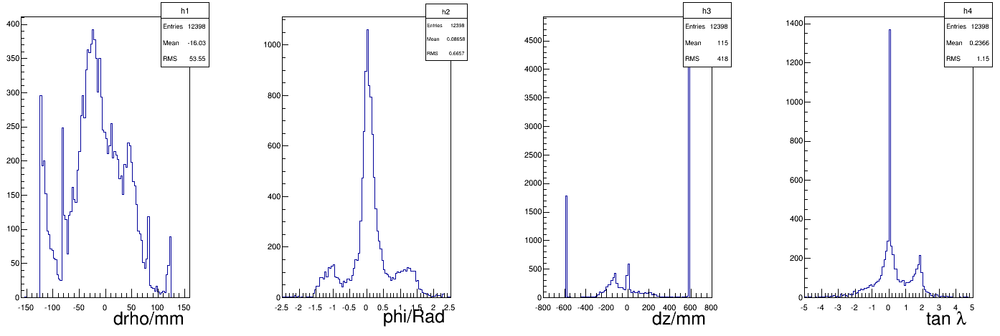 h1
Entries 12398
Mean -16.03
RMS 53.55
400
350
300
250
200
150
100
50
0
-150 -100 -50 0 50 100 150
drho/mm
h2
Entries 12398
Mean 0.08658
RMS 0.6657
1000
800
600
400
200
0
-2.5 -2 -1.5 -1 -0.5 0 0.5 1 1.5 2 2.5
phi/Rad
h3
Entries 12398
Mean 115
RMS 418
4500
4000
3500
3000
2500
2000
1500
1000
500
0
-800 -600 -400 -200 0 200 400 600 800
dz/mm
h4
Entries 12398
Mean 0.2366
RMS 1.15
1400
1200
1000
800
600
400
200
0
-5 -4 -3 -2 -1 0 1 2 3 4 5
tan λ